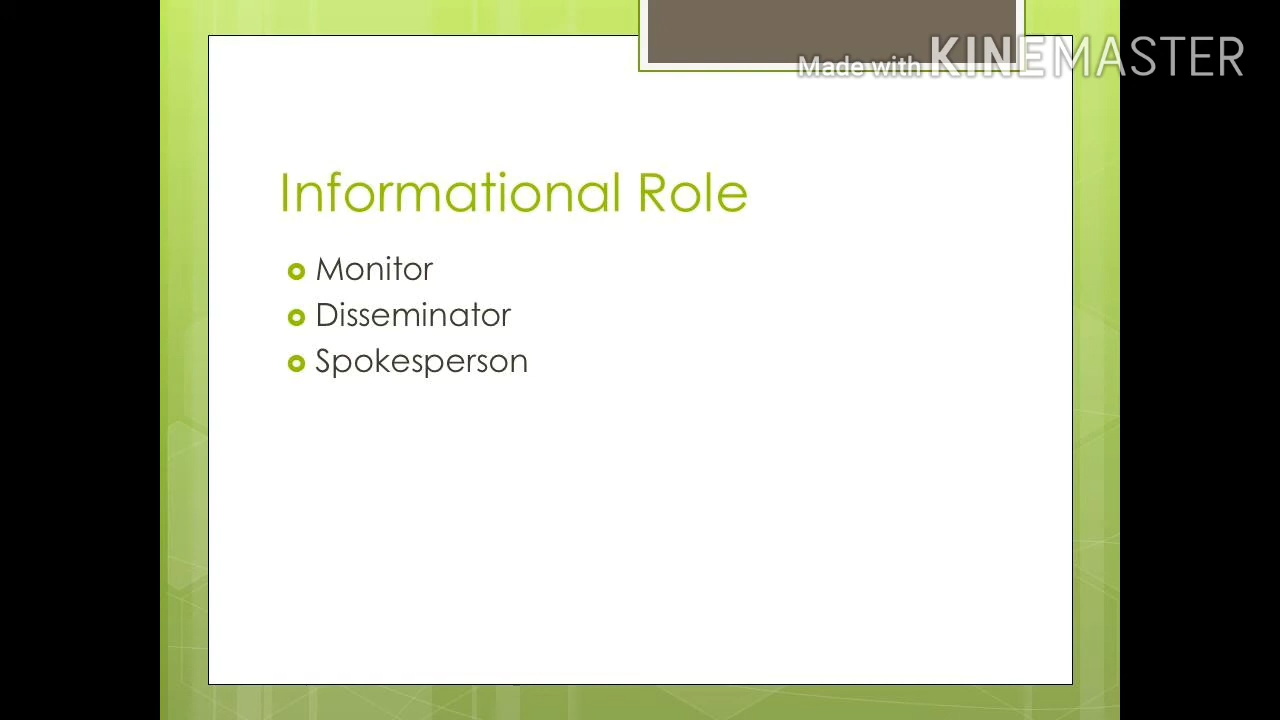 Made with KINEMASTER
Informational Role
Monitor
Disseminator
Spokesperson